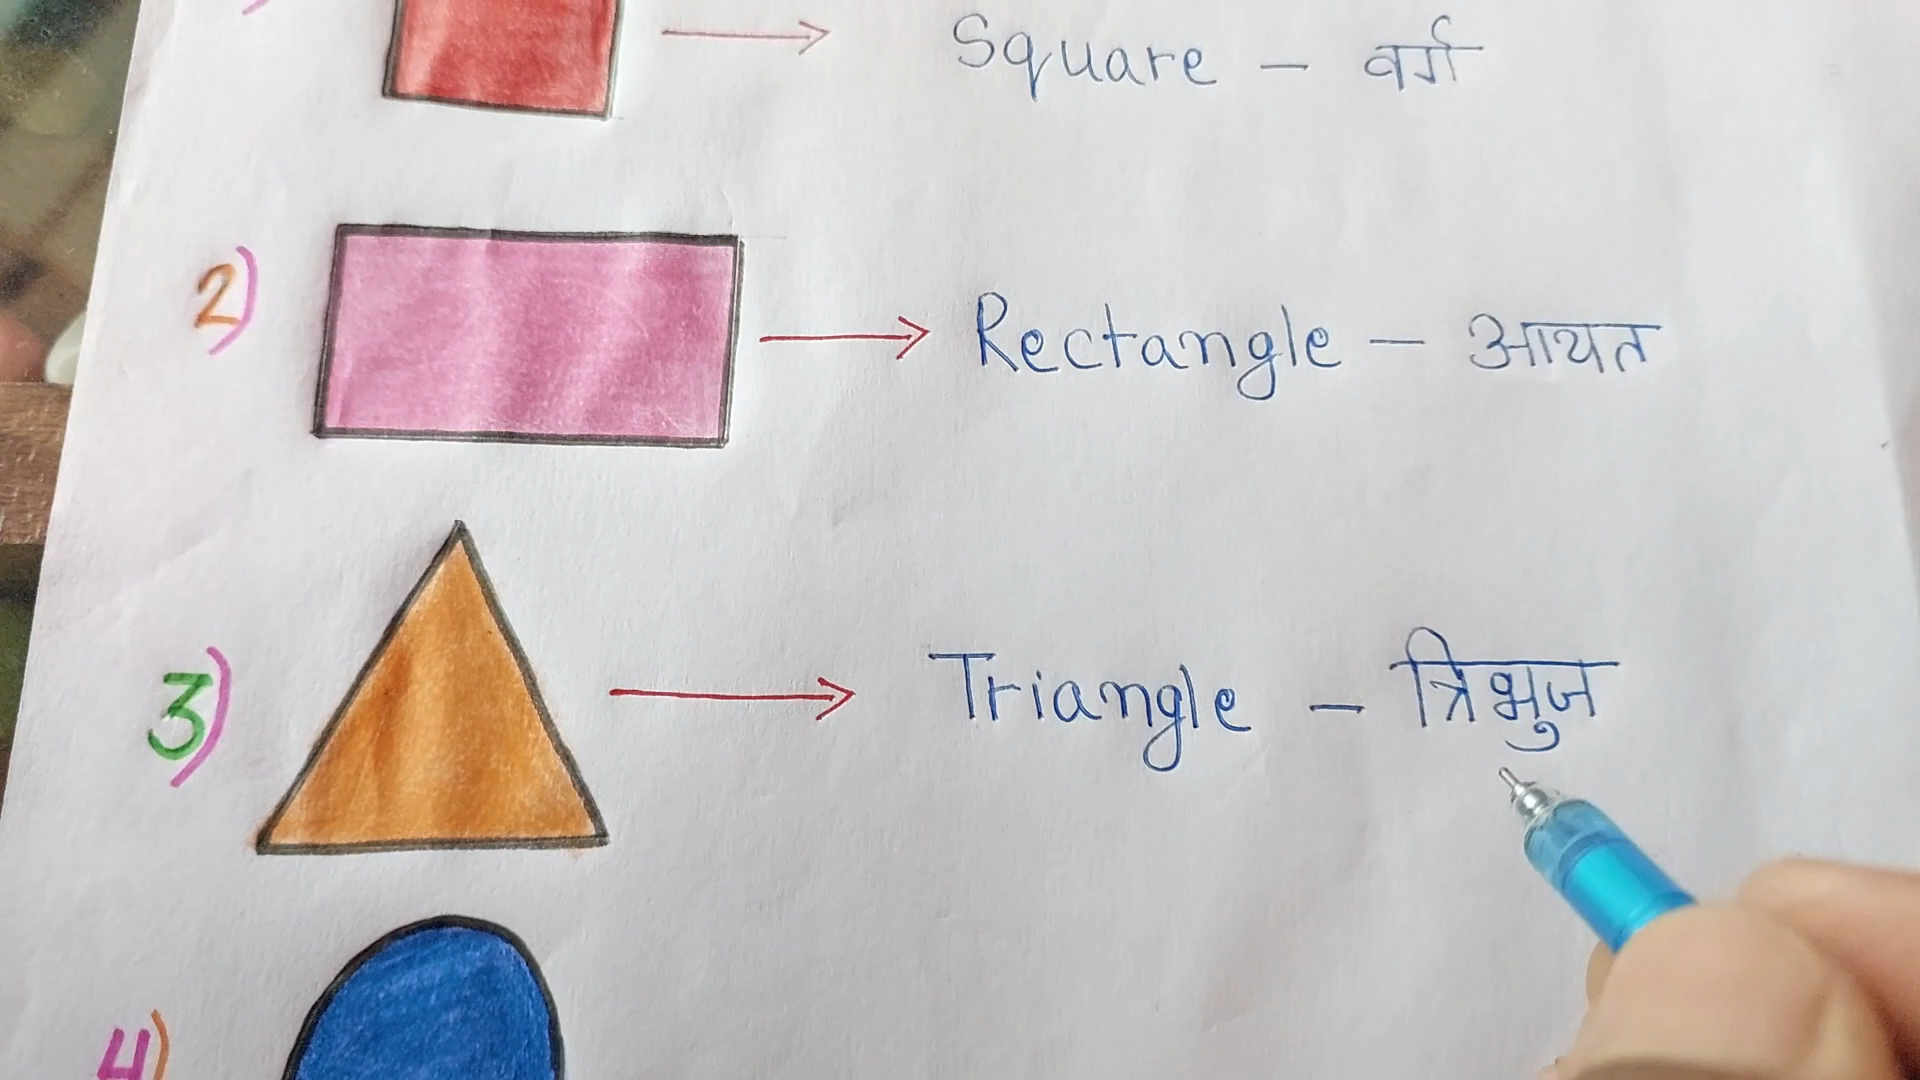 Square - वर्ग
2) Rectangle - आयत
3) Triangle - त्रिभुज
4)